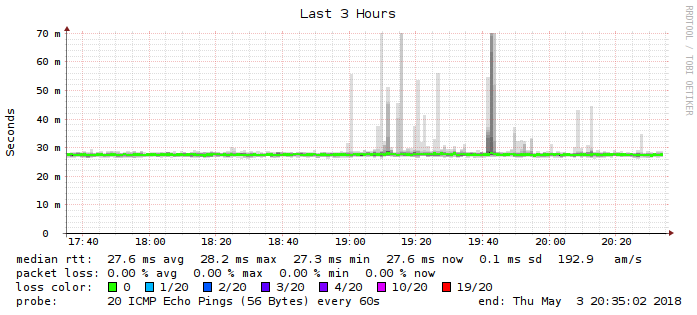 Last 3 Hours
RRDTOOL / TOBI OETIKER
Seconds
70 m
60 m
50 m
40 m
30 m
20 m
10 m
0
17:40 18:00 18:20 18:40 19:00 19:20 19:40 20:00 20:20
median rtt: 27.6 ms avg 28.2 ms max 27.3 ms min 27.6 ms now 0.1 ms sd 192.9 am/s
packet loss: 0.00 % avg 0.00 % max 0.00 % min 0.00 % now
loss color: 0 1/20 2/20 3/20 4/20 10/20 19/20
probe: 20 ICMP Echo Pings (56 Bytes) every 60s end: Thu May 3 20:35:02 2018